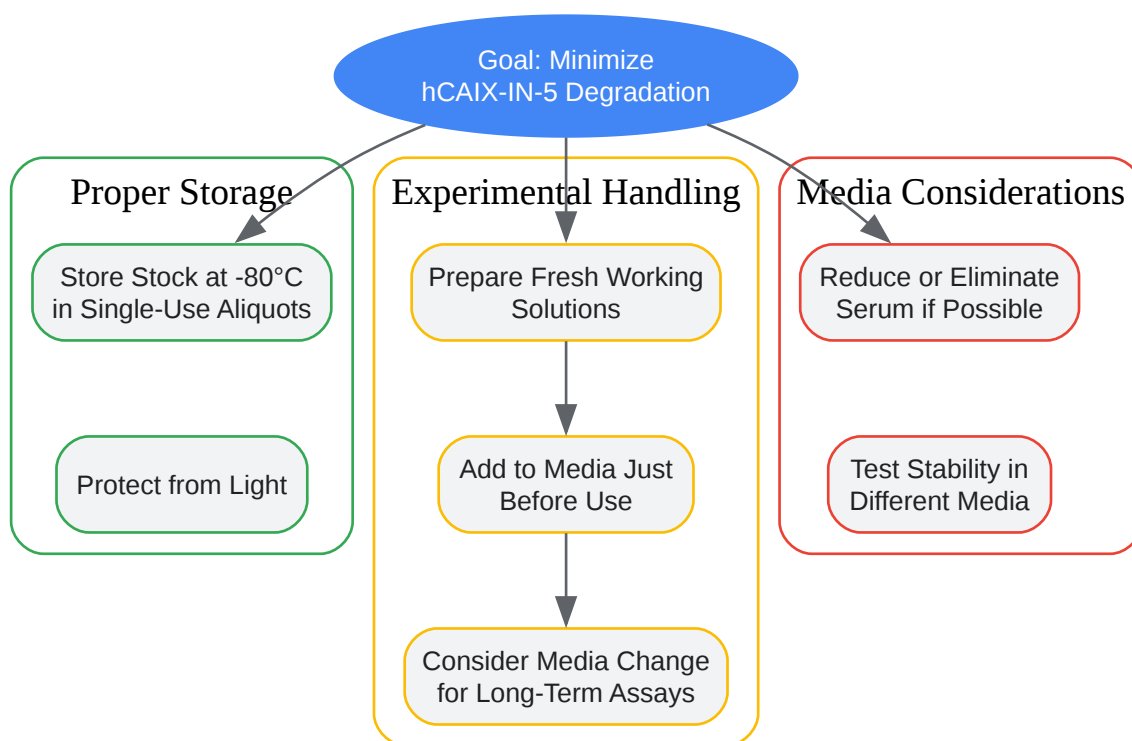 Goal: Minimize
hCAIX-IN-5 Degradation
Proper Storage
Store Stock at -80°C
in Single-Use Aliquots
Protect from Light
Experimental Handling
Prepare Fresh Working
Solutions
Add to Media Just
Before Use
Consider Media Change
for Long-Term Assays
Media Considerations
Reduce or Eliminate
Serum if Possible
Test Stability in
Different Media